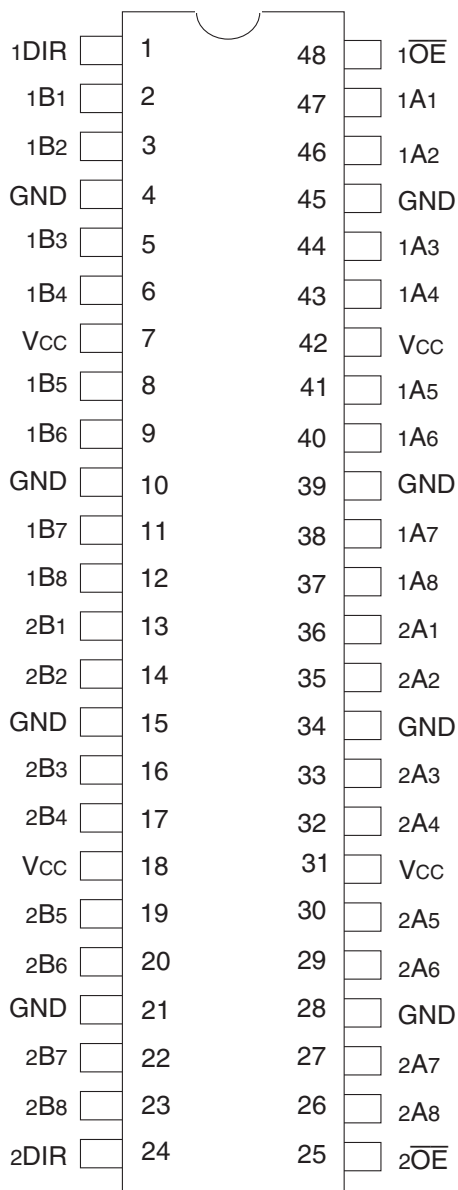 1DIR 1 48 1O̅E̅
1B1 2 47 1A1
1B2 3 46 1A2
GND 4 45 GND
1B3 5 44 1A3
1B4 6 43 1A4
VCC 7 42 VCC
1B5 8 41 1A5
1B6 9 40 1A6
GND 10 39 GND
1B7 11 38 1A7
1B8 12 37 1A8
2B1 13 36 2A1
2B2 14 35 2A2
GND 15 34 GND
2B3 16 33 2A3
2B4 17 32 2A4
VCC 18 31 VCC
2B5 19 30 2A5
2B6 20 29 2A6
GND 21 28 GND
2B7 22 27 2A7
2B8 23 26 2A8
2DIR 24 25 2O̅E̅